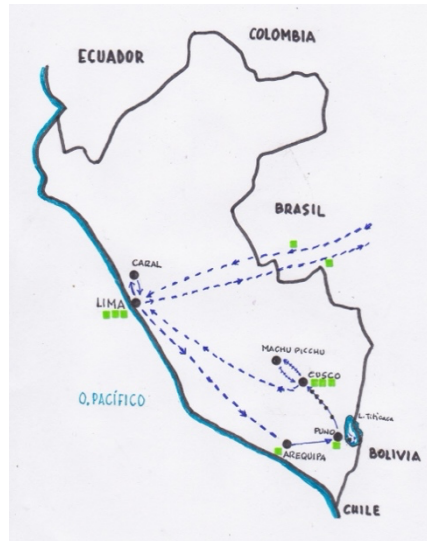 COLOMBIA
ECUADOR
BRASIL
CARAL
LIMA
MACHU PICCHU
CUSCO
O. PACÍFICO
L. Titicaca
PUNO
AREQUIPA
BOLIVIA
CHILE